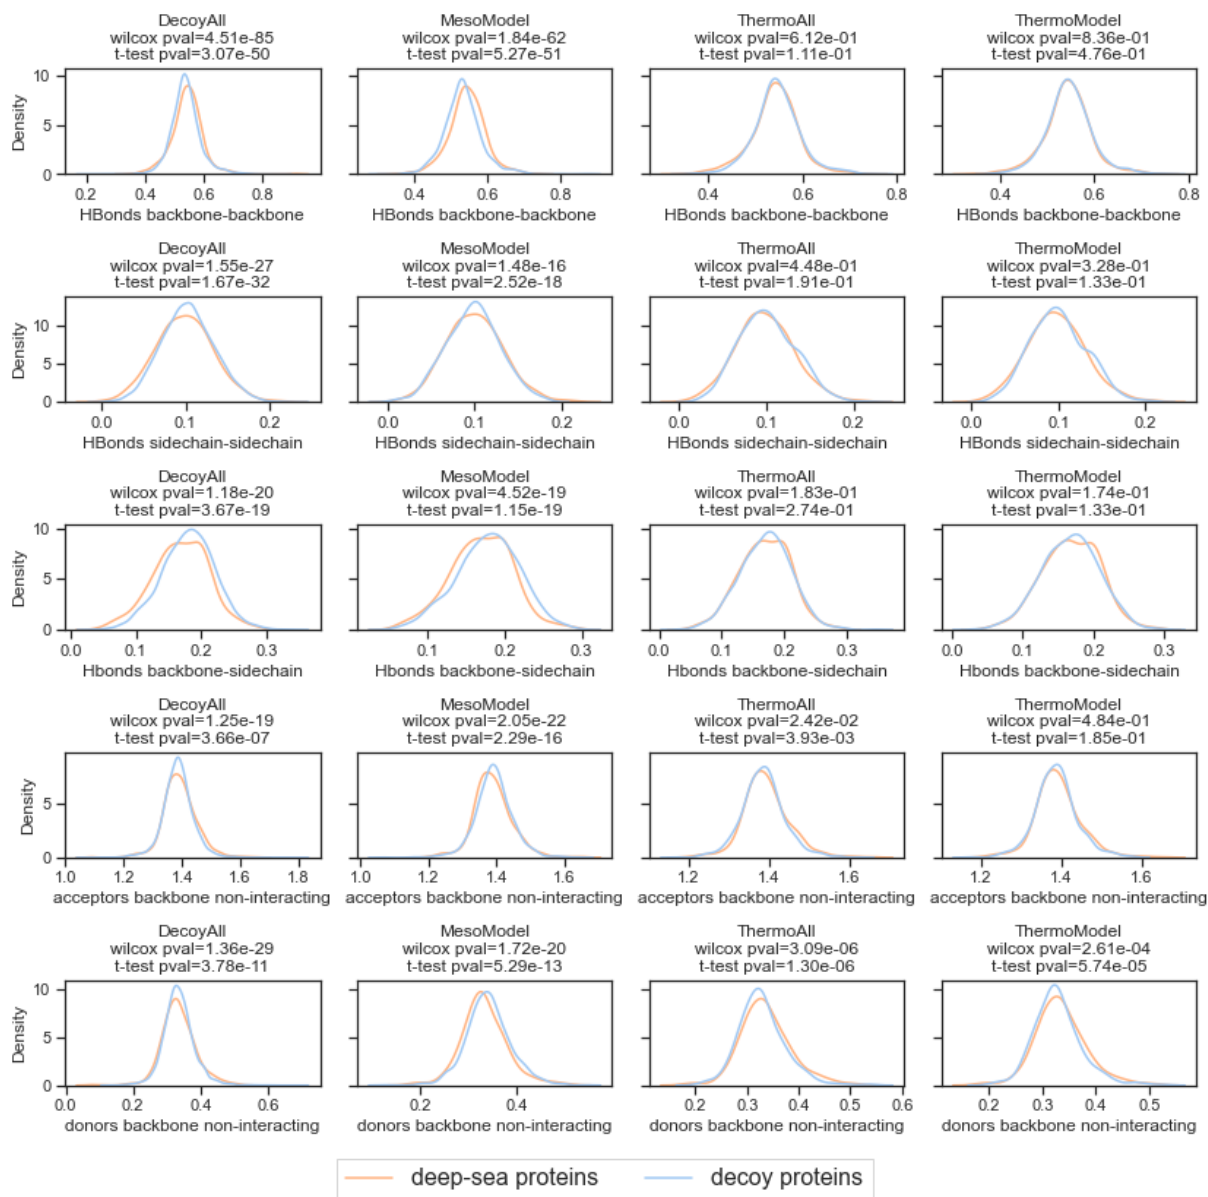 DecoyAll
wilcox pval=4.51e-85
t-test pval=3.07e-50
MesoModel
wilcox pval=1.84e-62
t-test pval=5.27e-51
ThermoAll
wilcox pval=6.12e-01
t-test pval=1.11e-01
ThermoModel
wilcox pval=8.36e-01
t-test pval=4.76e-01
Density
10
5
0
0.2 0.4 0.6 0.8
HBonds backbone-backbone
0.4 0.6 0.8
HBonds backbone-backbone
0.4 0.6 0.8
HBonds backbone-backbone
0.4 0.6 0.8
HBonds backbone-backbone
DecoyAll
wilcox pval=1.55e-27
t-test pval=1.67e-32
MesoModel
wilcox pval=1.48e-16
t-test pval=2.52e-18
ThermoAll
wilcox pval=4.48e-01
t-test pval=1.91e-01
ThermoModel
wilcox pval=3.28e-01
t-test pval=1.33e-01
Density
10
5
0
0.0 0.1 0.2
HBonds sidechain-sidechain
0.0 0.1 0.2
HBonds sidechain-sidechain
0.0 0.1 0.2
HBonds sidechain-sidechain
0.0 0.1 0.2
HBonds sidechain-sidechain
DecoyAll
wilcox pval=1.18e-20
t-test pval=3.67e-19
MesoModel
wilcox pval=4.52e-19
t-test pval=1.15e-19
ThermoAll
wilcox pval=1.83e-01
t-test pval=2.74e-01
ThermoModel
wilcox pval=1.74e-01
t-test pval=1.33e-01
Density
10
5
0
0.0 0.1 0.2 0.3
Hbonds backbone-sidechain
0.1 0.2 0.3
Hbonds backbone-sidechain
0.0 0.1 0.2 0.3
Hbonds backbone-sidechain
0.0 0.1 0.2 0.3
Hbonds backbone-sidechain
DecoyAll
wilcox pval=1.25e-19
t-test pval=3.66e-07
MesoModel
wilcox pval=2.05e-22
t-test pval=2.29e-16
ThermoAll
wilcox pval=2.42e-02
t-test pval=3.93e-03
ThermoModel
wilcox pval=4.84e-01
t-test pval=1.85e-01
Density
5
0
1.0 1.2 1.4 1.6 1.8
acceptors backbone non-interacting
1.0 1.2 1.4 1.6
acceptors backbone non-interacting
1.2 1.4 1.6
acceptors backbone non-interacting
1.2 1.4 1.6
acceptors backbone non-interacting
DecoyAll
wilcox pval=1.36e-29
t-test pval=3.78e-11
MesoModel
wilcox pval=1.72e-20
t-test pval=5.29e-13
ThermoAll
wilcox pval=3.09e-06
t-test pval=1.30e-06
ThermoModel
wilcox pval=2.61e-04
t-test pval=5.74e-05
Density
10
5
0
0.0 0.2 0.4 0.6
donors backbone non-interacting
0.2 0.4
donors backbone non-interacting
0.2 0.3 0.4 0.5 0.6
donors backbone non-interacting
0.2 0.3 0.4 0.5
donors backbone non-interacting
deep-sea proteins
decoy proteins